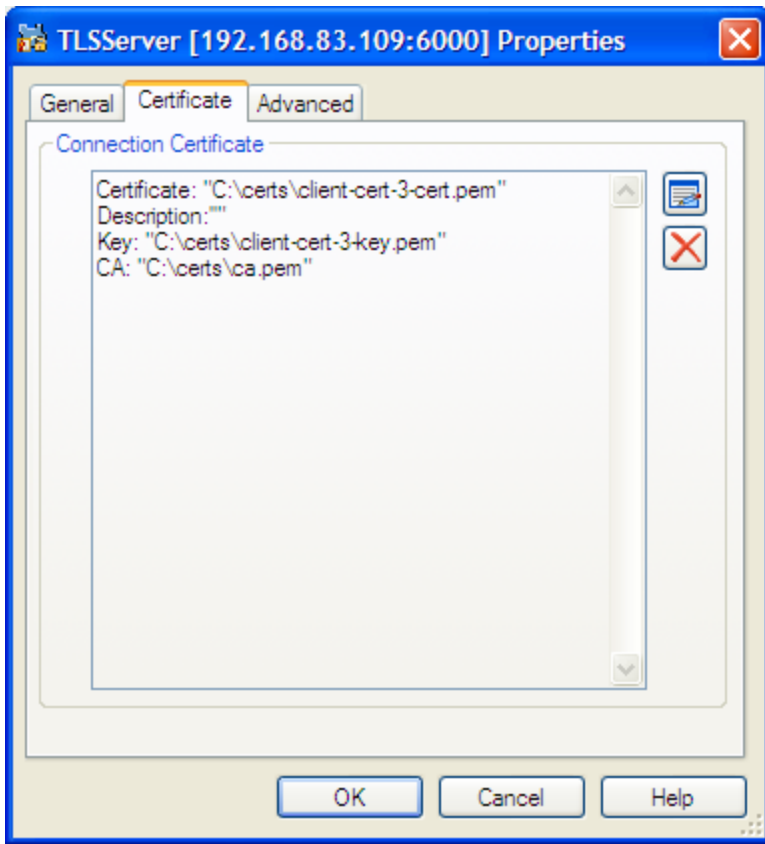 TLSServer [192.168.83.109:6000] Properties
General Certificate Advanced
Connection Certificate
Certificate: "C:\certs\client-cert-3-cert.pem"
Description:""
Key: "C:\certs\client-cert-3-key.pem"
CA: "C:\certs\ca.pem"
OK Cancel Help